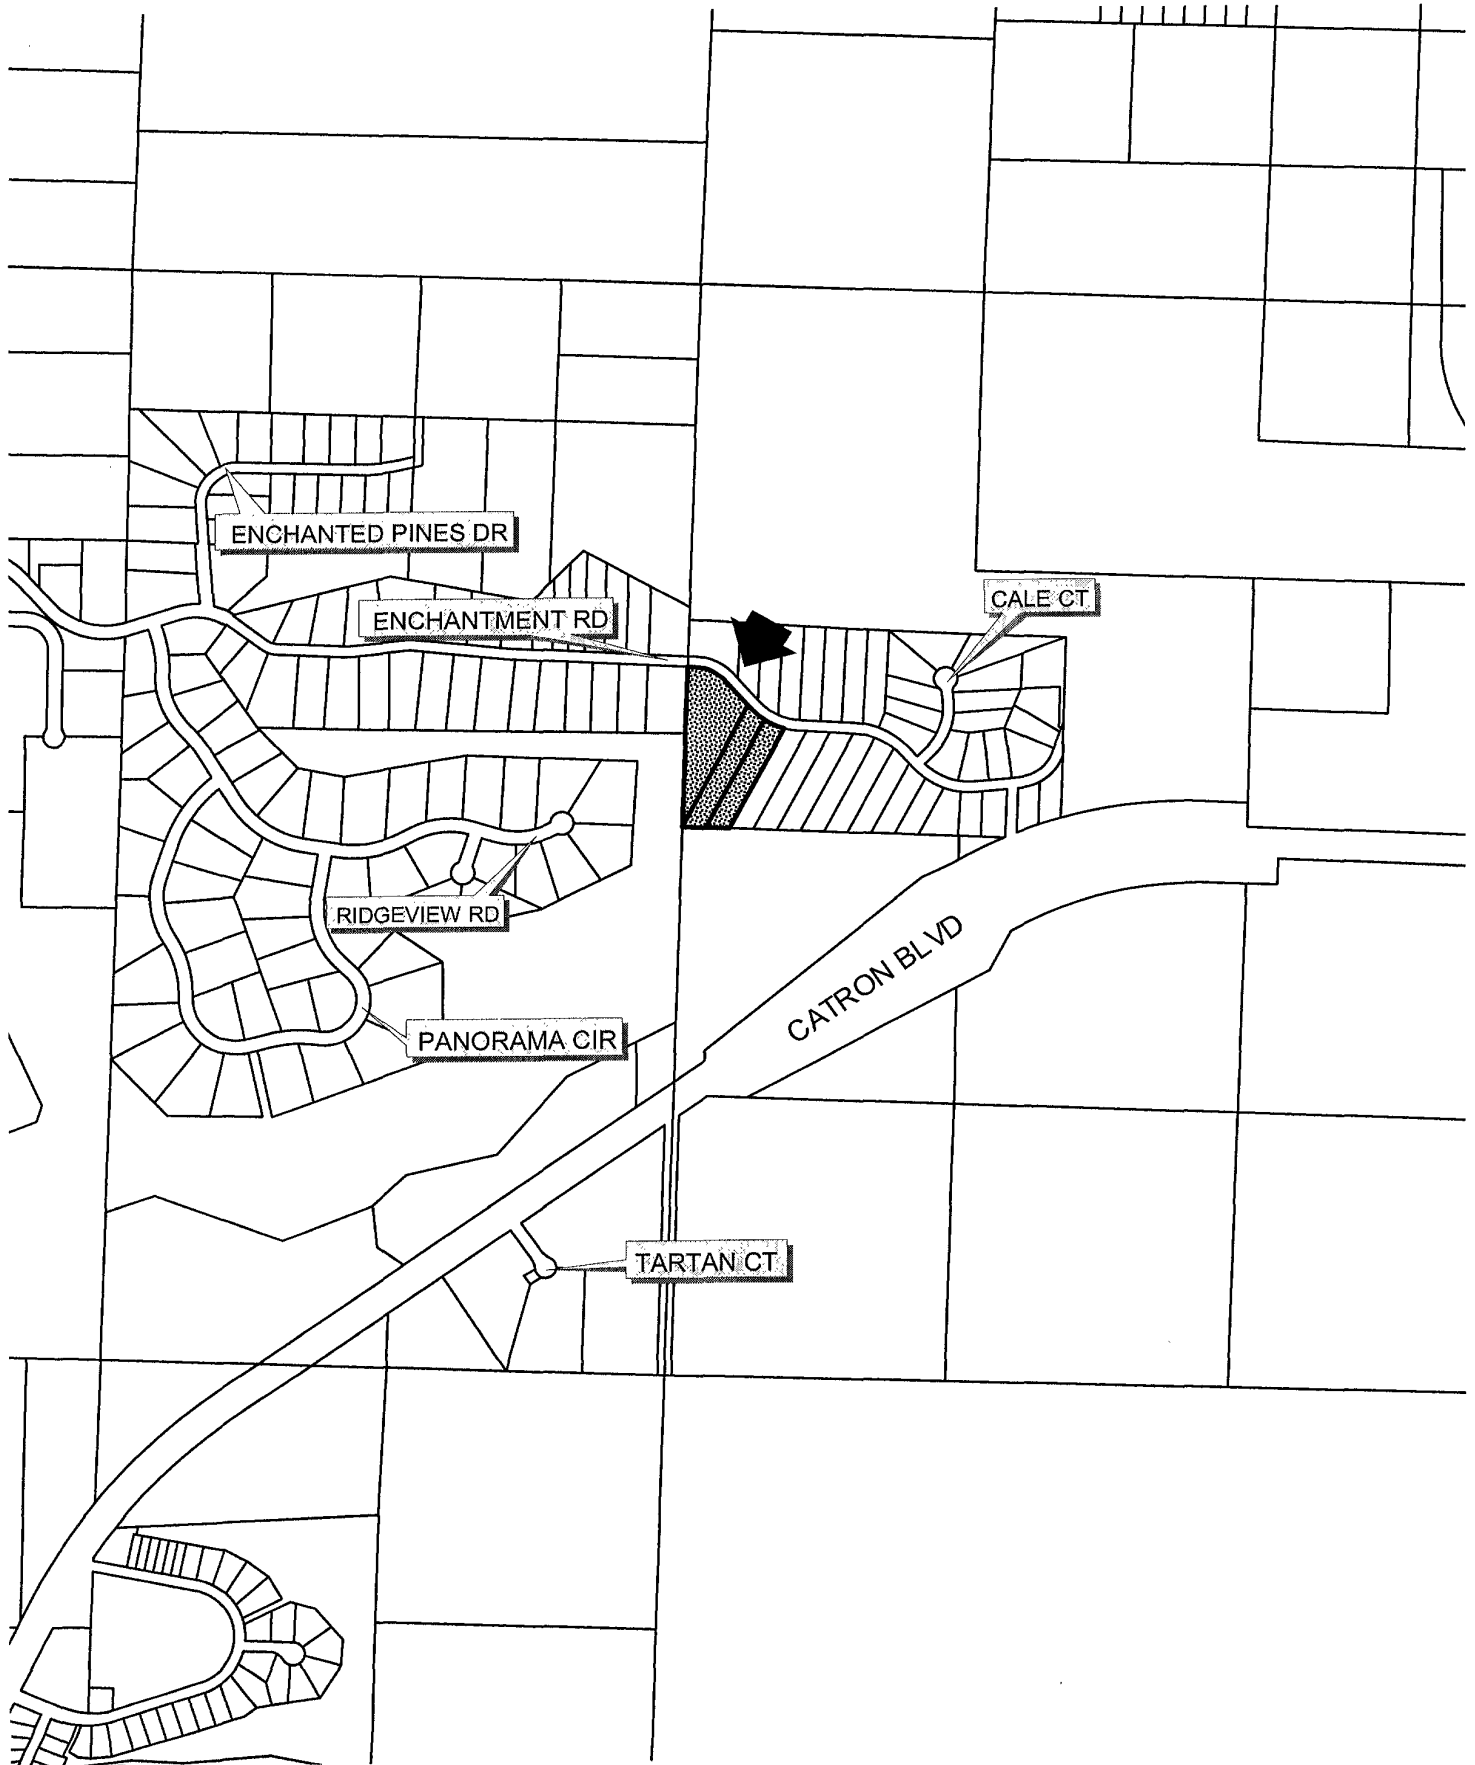 ENCHANTED PINES DR
ENCHANTMENT RD
CALE CT
RIDGEVIEW RD
CATRON BLVD
PANORAMA CIR
TARTAN CT